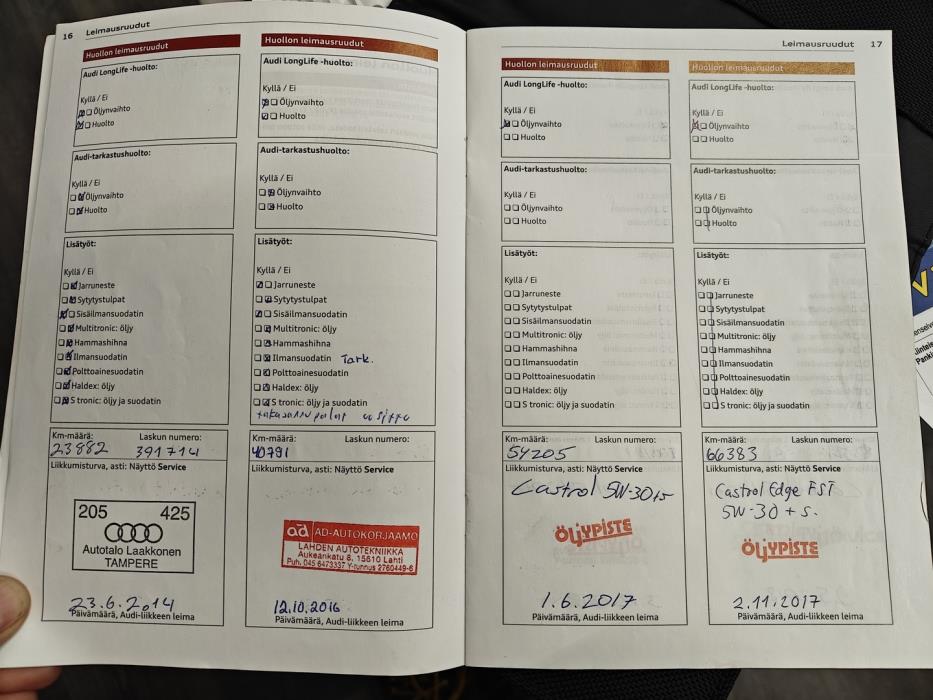 16 Leimausruudut
Huollon leimausruudut
Audi LongLife -huolto:
Kyllä / Ei
Öljynvaihto
Huolto
Audi-tarkastushuolto:
Kyllä / Ei
Öljynvaihto
Huolto
Lisätyöt:
Kyllä / Ei
Jarruneste
Sytytystulpat
Sisäilmansuodatin
Multitronic: öljy
Hammashihna
Ilmansuodatin
Polttoainesuodatin
Haldex: öljy
S tronic: öljy ja suodatin
Km-määrä: Laskun numero:
23882 391714
Liikkumisturva, asti: Näyttö Service
205 425
Autotalo Laakkonen
TAMPERE
23.6.2014
Päivämäärä, Audi-liikkeen leima
Huollon leimausruudut
Audi LongLife -huolto:
Kyllä / Ei
Öljynvaihto
Huolto
Audi-tarkastushuolto:
Kyllä / Ei
Öljynvaihto
Huolto
Lisätyöt:
Kyllä / Ei
Jarruneste
Sytytystulpat
Sisäilmansuodatin
Multitronic: öljy
Hammashihna
Ilmansuodatin Tark.
Polttoainesuodatin
Haldex: öljy
S tronic: öljy ja suodatin
Km-määrä: Laskun numero:
40791
Liikkumisturva, asti: Näyttö Service
ad AD-AUTOKORJAAMO
LAHDEN AUTOTEKNIIKKA
Aukeankatu 8, 15610 Lahti
Puh. 045 6473337 Y-tunnus 2760449-6
12.10.2016
Päivämäärä, Audi-liikkeen leima
Leimausruudut 17
Huollon leimausruudut
Audi LongLife -huolto:
Kyllä / Ei
Öljynvaihto
Huolto
Audi-tarkastushuolto:
Kyllä / Ei
Öljynvaihto
Huolto
Lisätyöt:
Kyllä / Ei
Jarruneste
Sytytystulpat
Sisäilmansuodatin
Multitronic: öljy
Hammashihna
Ilmansuodatin
Polttoainesuodatin
Haldex: öljy
S tronic: öljy ja suodatin
Km-määrä: Laskun numero:
54205
Liikkumisturva, asti: Näyttö Service
Castrol 5W-30+s
ÖLJYPISTE
1.6.2017
Päivämäärä, Audi-liikkeen leima
Huollon leimausruudut
Audi LongLife -huolto:
Kyllä / Ei
Öljynvaihto
Huolto
Audi-tarkastushuolto:
Kyllä / Ei
Öljynvaihto
Huolto
Lisätyöt:
Kyllä / Ei
Jarruneste
Sytytystulpat
Sisäilmansuodatin
Multitronic: öljy
Hammashihna
Ilmansuodatin
Polttoainesuodatin
Haldex: öljy
S tronic: öljy ja suodatin
Km-määrä: Laskun numero:
66383
Liikkumisturva, asti: Näyttö Service
Castrol Edge FST
5W-30 + s.
ÖLJYPISTE
2.11.2017
Päivämäärä, Audi-liikkeen leima